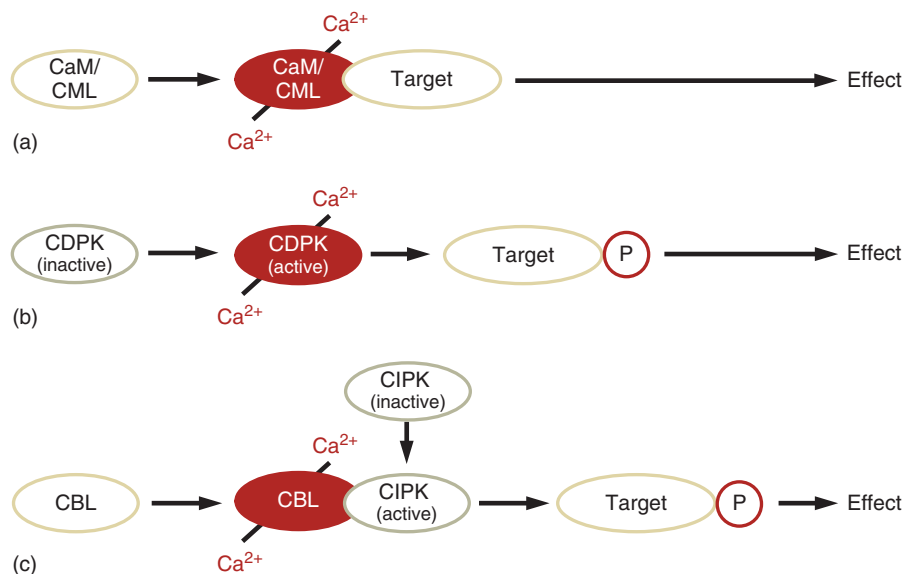 Ca²⁺
CaM/
CML
CaM/
CML
Target
Effect
Ca²⁺
(a)
Ca²⁺
CDPK
(inactive)
CDPK
(active)
Target
P
Effect
Ca²⁺
(b)
CIPK
(inactive)
Ca²⁺
CBL
CBL
CIPK
(active)
Target
P
Effect
Ca²⁺
(c)